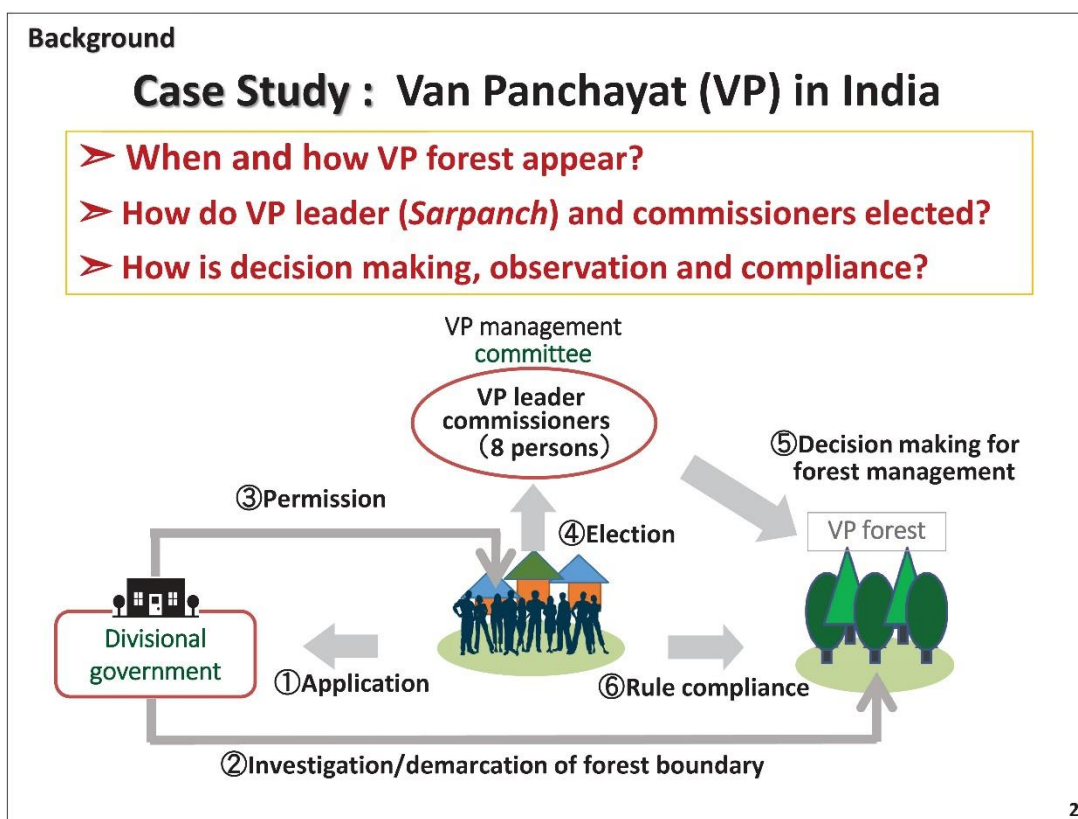 Background
Case Study : Van Panchayat (VP) in India
➢ When and how VP forest appear?
➢ How do VP leader (Sarpanch) and commissioners elected?
➢ How is decision making, observation and compliance?
VP management
committee
VP leader
commissioners
（8 persons）
⑤Decision making for
forest management
③Permission
④Election
VP forest
Divisional
government
①Application
⑥Rule compliance
②Investigation/demarcation of forest boundary
2